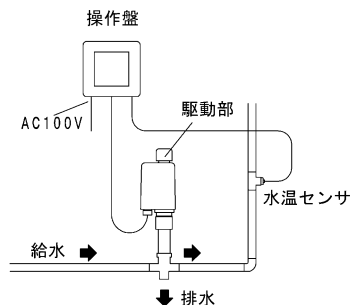 操作盤
駆動部
AC100V
水温センサ
給水
排水